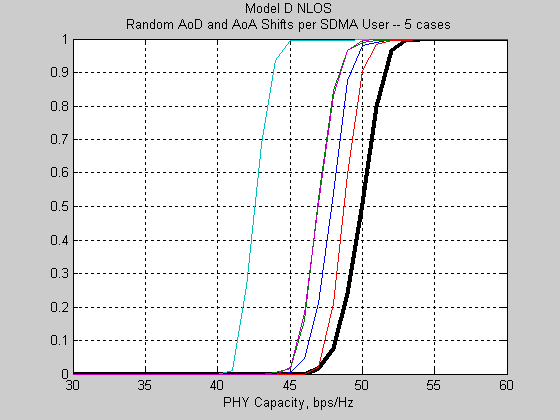 Model D NLOS
Random AoD and AoA Shifts per SDMA User -- 5 cases
1
0.9
0.8
0.7
0.6
0.5
0.4
0.3
0.2
0.1
0
30 35 40 45 50 55 60
PHY Capacity, bps/Hz